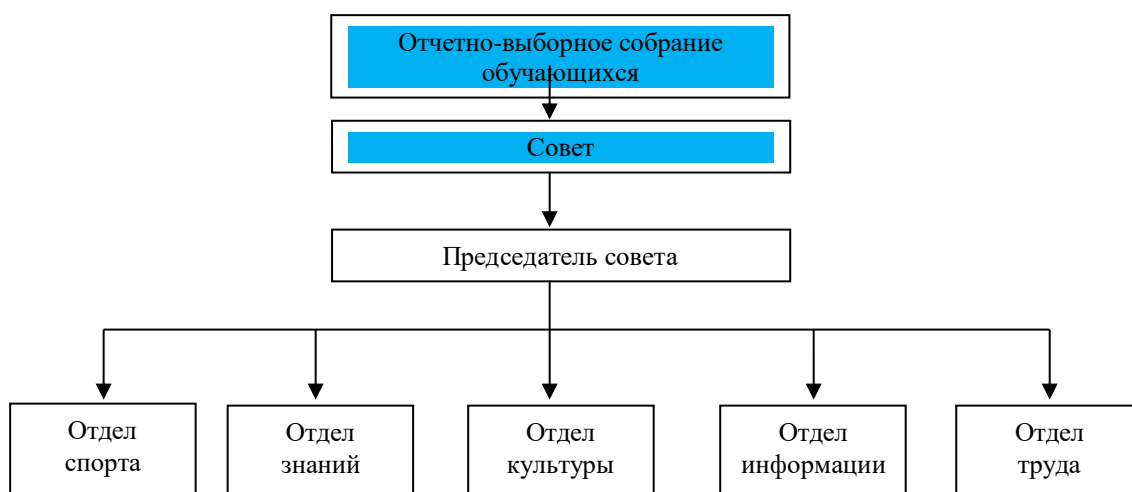 Отчетно-выборное собрание
обучающихся
Совет
Председатель совета
Отдел
спорта
Отдел
знаний
Отдел
культуры
Отдел
информации
Отдел
труда